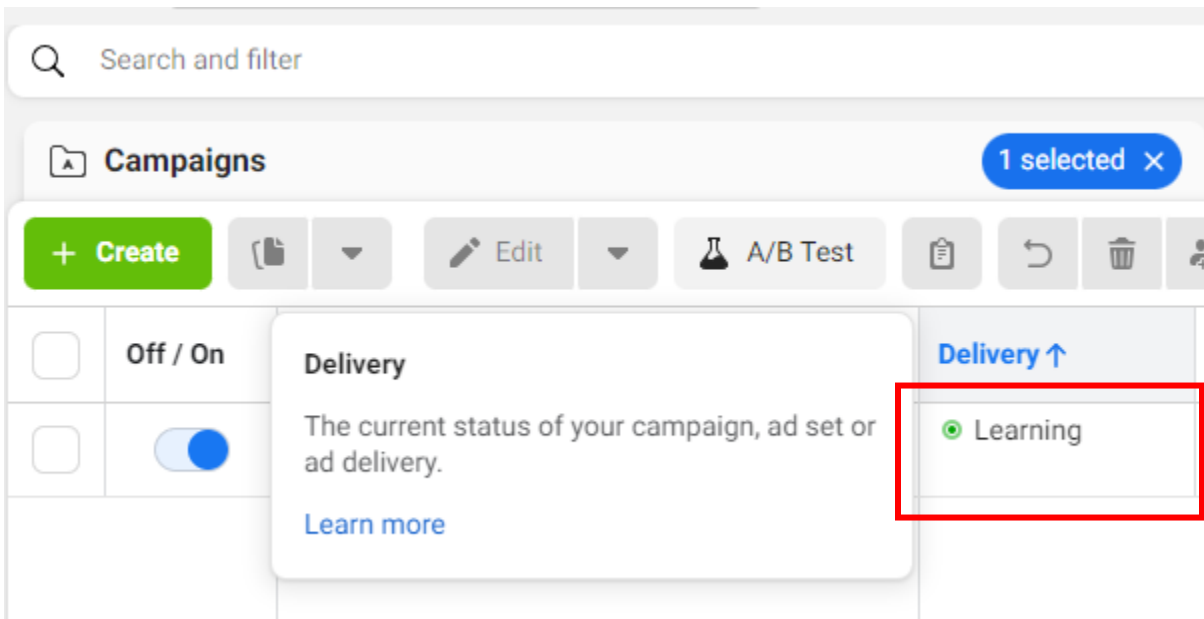 Search and filter
Campaigns
1 selected ×
+ Create
Edit
A/B Test
Off / On
Delivery
The current status of your campaign, ad set or
ad delivery.
Learn more
Delivery ↑
Learning